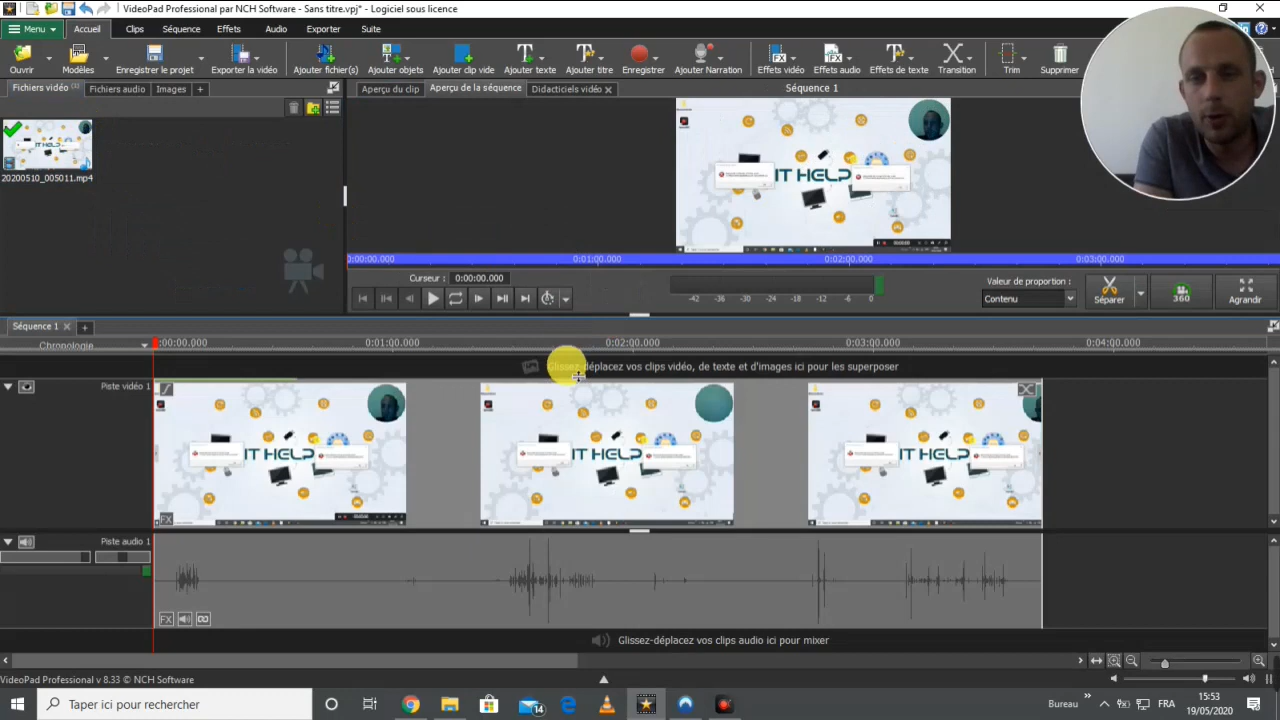 VideoPad Professional par NCH Software - Sans titre.vpj* - Logiciel sous licence
Menu Accueil Clips Séquence Effets Audio Exporter Suite
Ouvrir Modèles Enregistrer le projet Exporter la vidéo Ajouter fichier(s) Ajouter objets Ajouter clip vide Ajouter texte Ajouter titre Enregistrer Ajouter Narration Effets vidéo Effets audio Effets de texte Transition Trim Supprimer
Fichiers vidéo Fichiers audio Images +
Aperçu du clip Aperçu de la séquence Didacticiels vidéo Séquence 1
20200510_005011.mp4
IT HELP
0:00:00.000 0:01:00.000 0:02:00.000 0:03:00.000
Curseur : 0:00:00.000
-42 -36 -30 -24 -18 -12 -6 0
Valeur de proportion :
Contenu
Séparer 360 Agrandir
Séquence 1 +
Chronologie :00:00.000 0:01:00.000 0:02:00.000 0:03:00.000 0:04:00.000
Glissez-déplacez vos clips vidéo, de texte et d'images ici pour les superposer
Piste vidéo 1
IT HELP IT HELP IT HELP
FX
Piste audio 1
FX
Glissez-déplacez vos clips audio ici pour mixer
VideoPad Professional v 8.33 © NCH Software
Taper ici pour rechercher
14
Bureau » FRA 15:53
19/05/2020